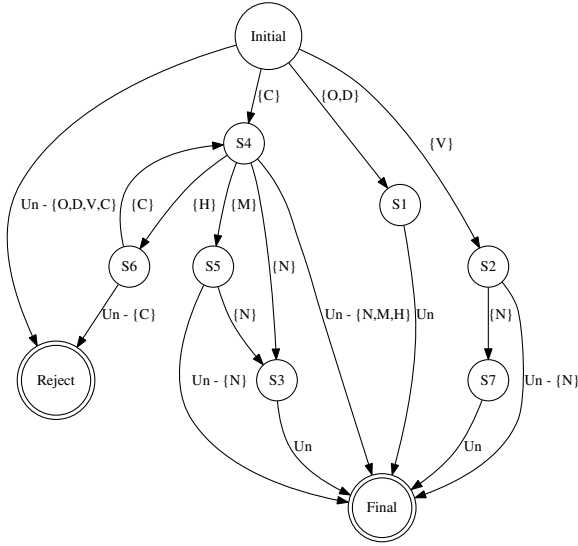 Initial
{C}
{O,D}
{V}
S4
Un - {O,D,V,C}
{C}
{H}
{M}
S1
S6
S5
{N}
S2
Un - {C}
{N}
Un - {N,M,H}
Un
{N}
Reject
Un - {N}
S3
S7
Un - {N}
Un
Un
Final